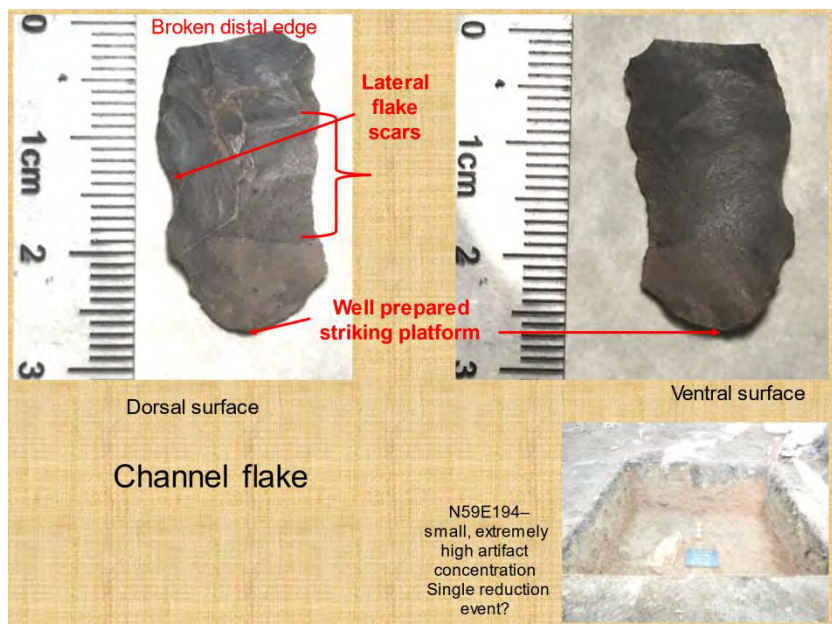 Broken distal edge
0
1cm
2
3
Lateral
flake
scars
0
1cm
2
3
Well prepared
striking platform
Dorsal surface
Ventral surface
Channel flake
N59E194–
small, extremely
high artifact
concentration
Single reduction
event?